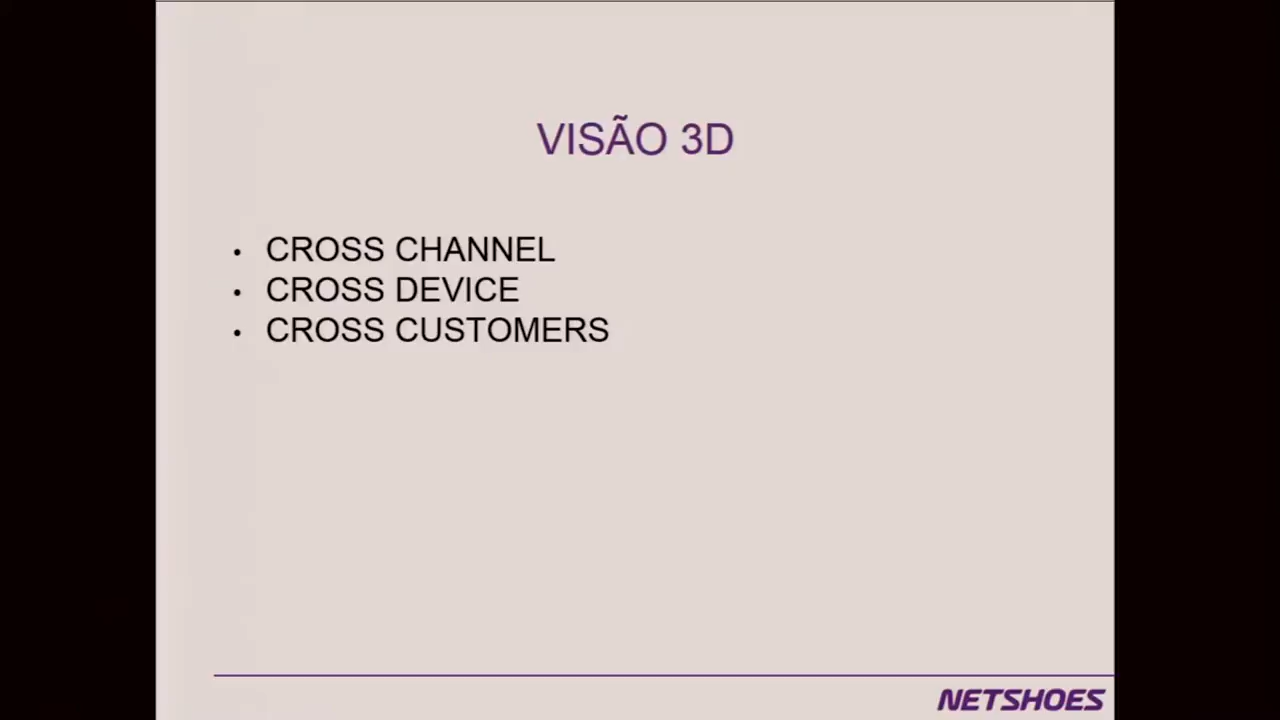 VISÃO 3D
• CROSS CHANNEL
• CROSS DEVICE
• CROSS CUSTOMERS
NETSHOES